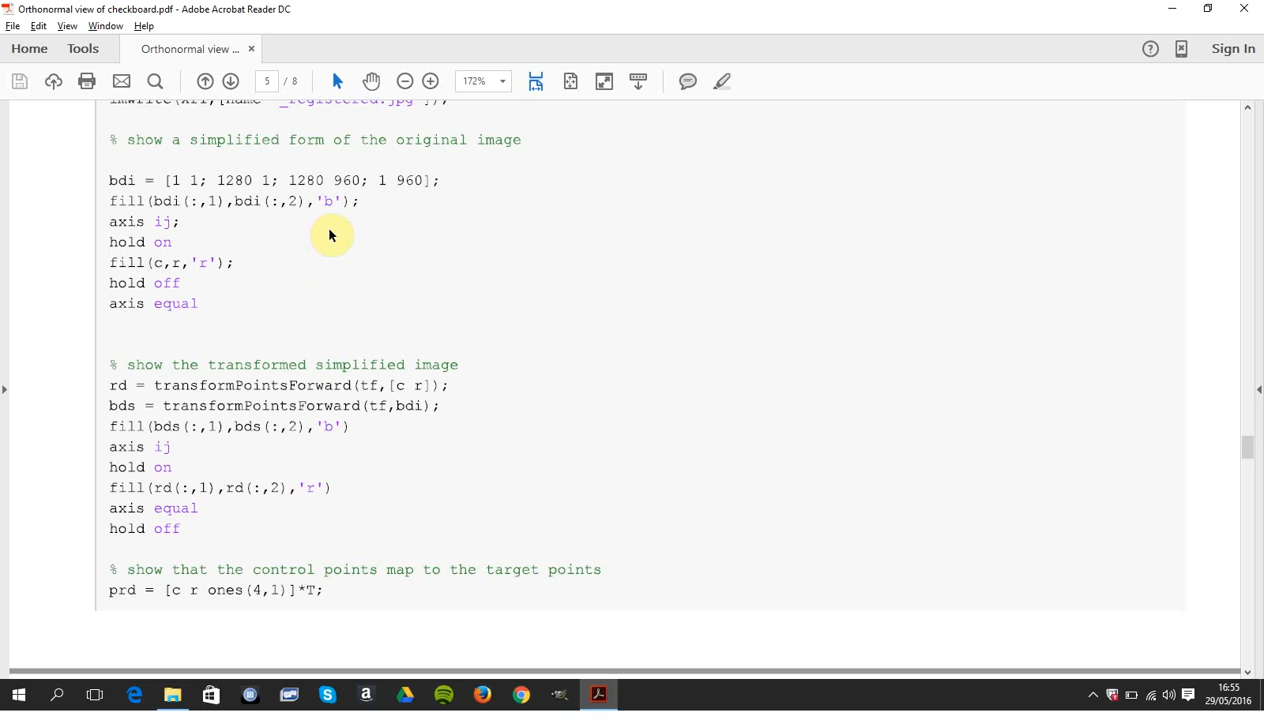 Orthonormal view of checkboard.pdf - Adobe Acrobat Reader DC
File Edit View Window Help
Home Tools Orthonormal view ... × Sign In
5 / 8 172%
imwrite(xr1,[name '_registered.jpg']);
% show a simplified form of the original image
bdi = [1 1; 1280 1; 1280 960; 1 960];
fill(bdi(:,1),bdi(:,2),'b');
axis ij;
hold on
fill(c,r,'r');
hold off
axis equal
% show the transformed simplified image
rd = transformPointsForward(tf,[c r]);
bds = transformPointsForward(tf,bdi);
fill(bds(:,1),bds(:,2),'b')
axis ij
hold on
fill(rd(:,1),rd(:,2),'r')
axis equal
hold off
% show that the control points map to the target points
prd = [c r ones(4,1)]*T;
16:55
29/05/2016